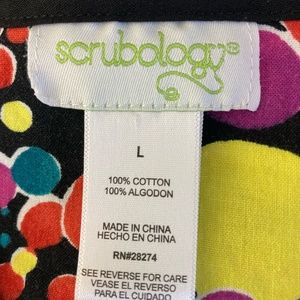 scrubology®
L
100% COTTON
100% ALGODON
MADE IN CHINA
HECHO EN CHINA
RN#28274
SEE REVERSE FOR CARE
VEASE EL REVERSO
PARA EL CUIDADO